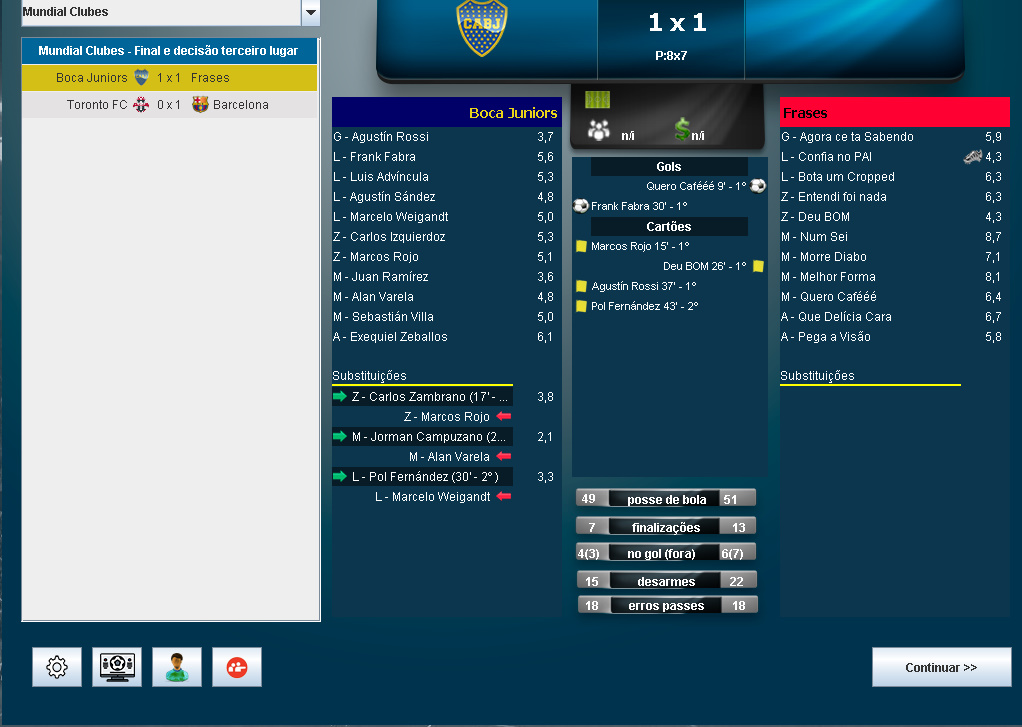 Mundial Clubes
Mundial Clubes - Final e decisão terceiro lugar
Boca Juniors 1 x 1 Frases
Toronto FC 0 x 1 Barcelona
CABJ
1 x 1
P:8x7
n/i
n/i
Boca Juniors
G - Agustín Rossi 3,7
L - Frank Fabra 5,6
L - Luis Advíncula 5,3
L - Agustín Sández 4,8
L - Marcelo Weigandt 5,0
Z - Carlos Izquierdoz 5,3
Z - Marcos Rojo 5,1
M - Juan Ramírez 3,6
M - Alan Varela 4,8
M - Sebastián Villa 5,0
A - Exequiel Zeballos 6,1
Substituições
Z - Carlos Zambrano (17' - ... 3,8
Z - Marcos Rojo
M - Jorman Campuzano (2... 2,1
M - Alan Varela
L - Pol Fernández (30' - 2º ) 3,3
L - Marcelo Weigandt
Gols
Quero Cafééé 9' - 1º
Frank Fabra 30' - 1º
Cartões
Marcos Rojo 15' - 1º
Deu BOM 26' - 1º
Agustín Rossi 37' - 1º
Pol Fernández 43' - 2º
49 posse de bola 51
7 finalizações 13
4(3) no gol (fora) 6(7)
15 desarmes 22
18 erros passes 18
Frases
G - Agora ce ta Sabendo 5,9
L - Confia no PAI 4,3
L - Bota um Cropped 6,3
Z - Entendi foi nada 6,3
Z - Deu BOM 4,3
M - Num Sei 8,7
M - Morre Diabo 7,1
M - Melhor Forma 8,1
M - Quero Cafééé 6,4
A - Que Delícia Cara 6,7
A - Pega a Visão 5,8
Substituições
Continuar >>